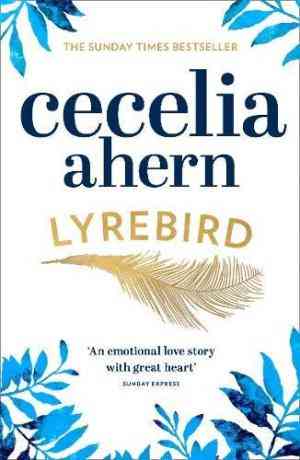 THE SUNDAY TIMES BESTSELLER
cecelia
ahern
LYREBIRD
‘An emotional love story
with great heart’
SUNDAY EXPRESS